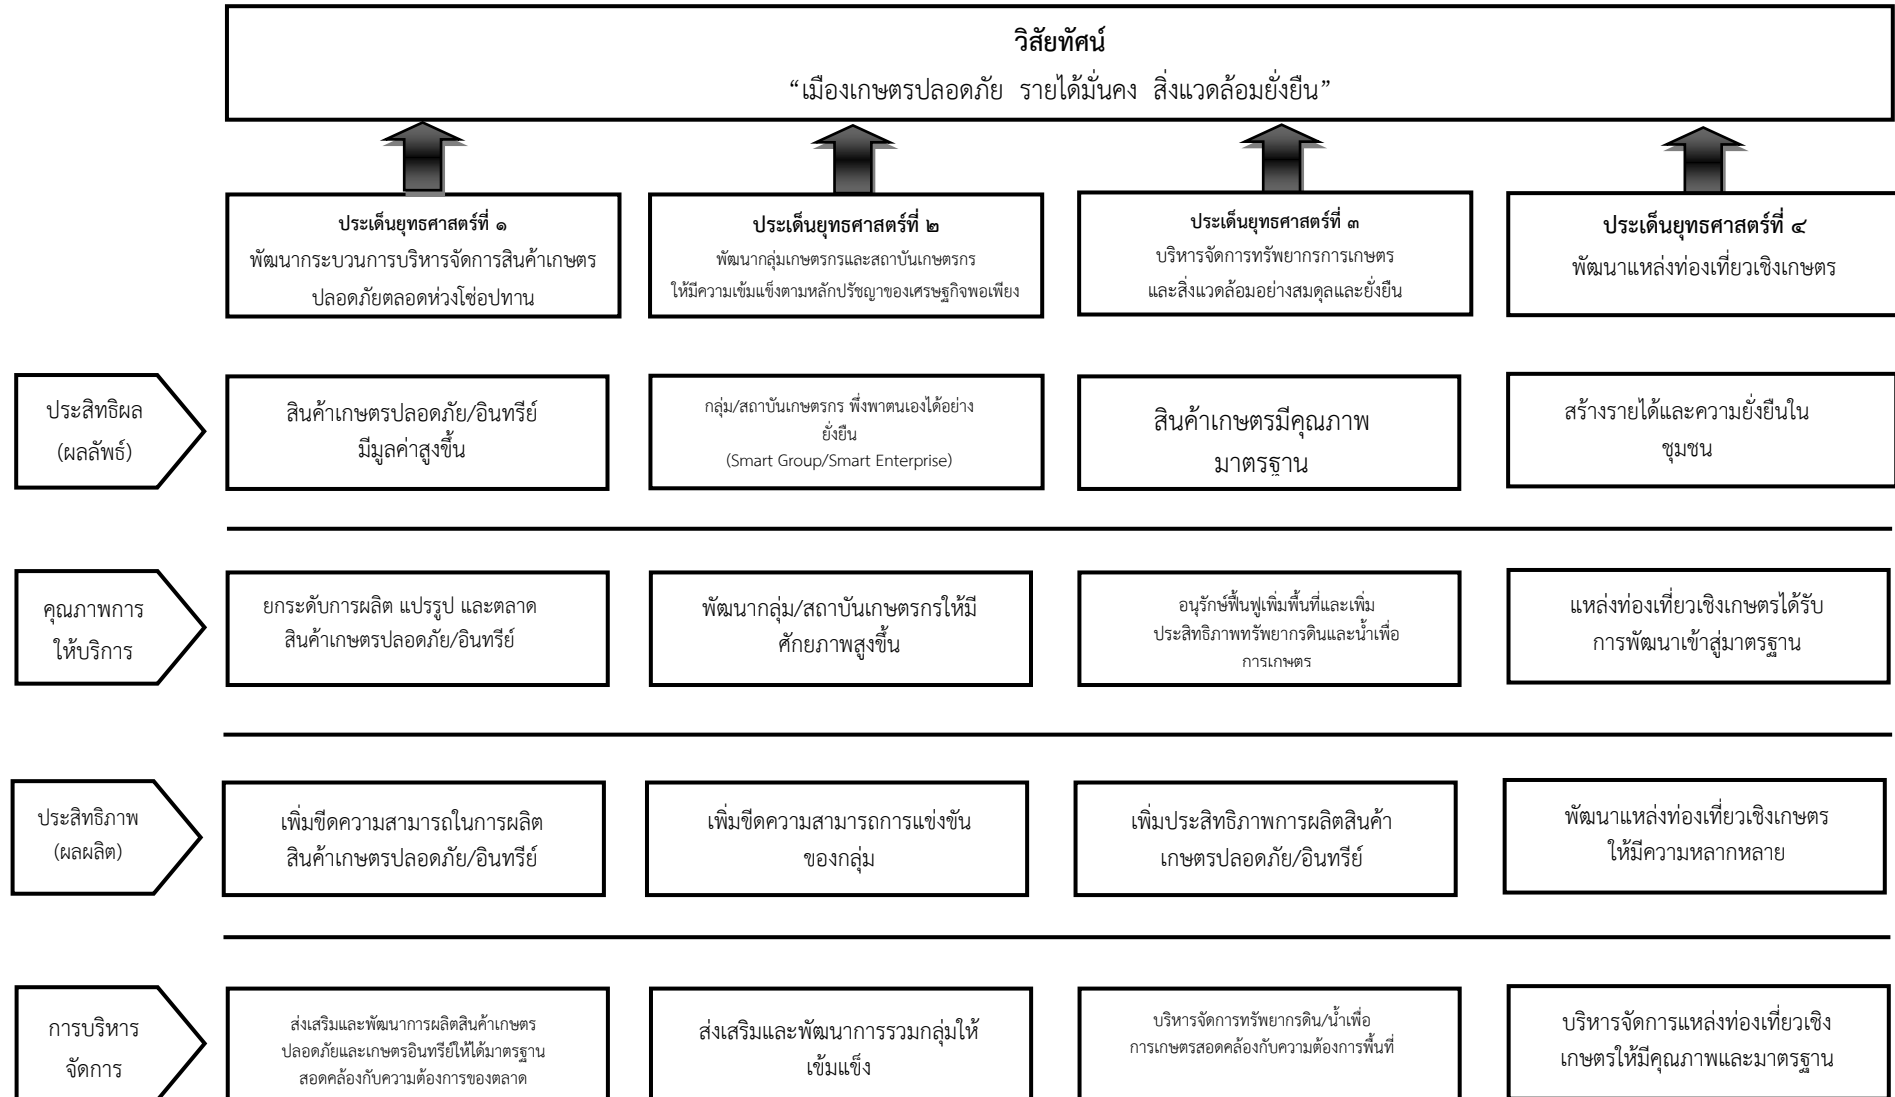 วิสัยทัศน์
“เมืองเกษตรปลอดภัย รายได้มั่นคง สิ่งแวดล้อมยั่งยืน”
ประเด็นยุทธศาสตร์ที่ ๑
พัฒนากระบวนการบริหารจัดการสินค้าเกษตร
ปลอดภัยตลอดห่วงโซ่อุปทาน
ประเด็นยุทธศาสตร์ที่ ๒
พัฒนากลุ่มเกษตรกรและสถาบันเกษตรกร
ให้มีความเข้มแข็งตามหลักปรัชญาของเศรษฐกิจพอเพียง
ประเด็นยุทธศาสตร์ที่ ๓
บริหารจัดการทรัพยากรการเกษตร
และสิ่งแวดล้อมอย่างสมดุลและยั่งยืน
ประเด็นยุทธศาสตร์ที่ ๔
พัฒนาแหล่งท่องเที่ยวเชิงเกษตร
ประสิทธิผล
(ผลลัพธ์)
สินค้าเกษตรปลอดภัย/อินทรีย์
มีมูลค่าสูงขึ้น
กลุ่ม/สถาบันเกษตรกร พึ่งพาตนเองได้อย่าง
ยั่งยืน
(Smart Group/Smart Enterprise)
สินค้าเกษตรมีคุณภาพ
มาตรฐาน
สร้างรายได้และความยั่งยืนใน
ชุมชน
คุณภาพการ
ให้บริการ
ยกระดับการผลิต แปรรูป และตลาด
สินค้าเกษตรปลอดภัย/อินทรีย์
พัฒนากลุ่ม/สถาบันเกษตรกรให้มี
ศักยภาพสูงขึ้น
อนุรักษ์ฟื้นฟูเพิ่มพื้นที่และเพิ่ม
ประสิทธิภาพทรัพยากรดินและน้ำเพื่อ
การเกษตร
แหล่งท่องเที่ยวเชิงเกษตรได้รับ
การพัฒนาเข้าสู่มาตรฐาน
ประสิทธิภาพ
(ผลผลิต)
เพิ่มขีดความสามารถในการผลิต
สินค้าเกษตรปลอดภัย/อินทรีย์
เพิ่มขีดความสามารถการแข่งขัน
ของกลุ่ม
เพิ่มประสิทธิภาพการผลิตสินค้า
เกษตรปลอดภัย/อินทรีย์
พัฒนาแหล่งท่องเที่ยวเชิงเกษตร
ให้มีความหลากหลาย
การบริหาร
จัดการ
ส่งเสริมและพัฒนาการผลิตสินค้าเกษตร
ปลอดภัยและเกษตรอินทรีย์ให้ได้มาตรฐาน
สอดคล้องกับความต้องการของตลาด
ส่งเสริมและพัฒนาการรวมกลุ่มให้
เข้มแข็ง
บริหารจัดการทรัพยากรดิน/น้ำเพื่อ
การเกษตรสอดคล้องกับความต้องการพื้นที่
บริหารจัดการแหล่งท่องเที่ยวเชิง
เกษตรให้มีคุณภาพและมาตรฐาน